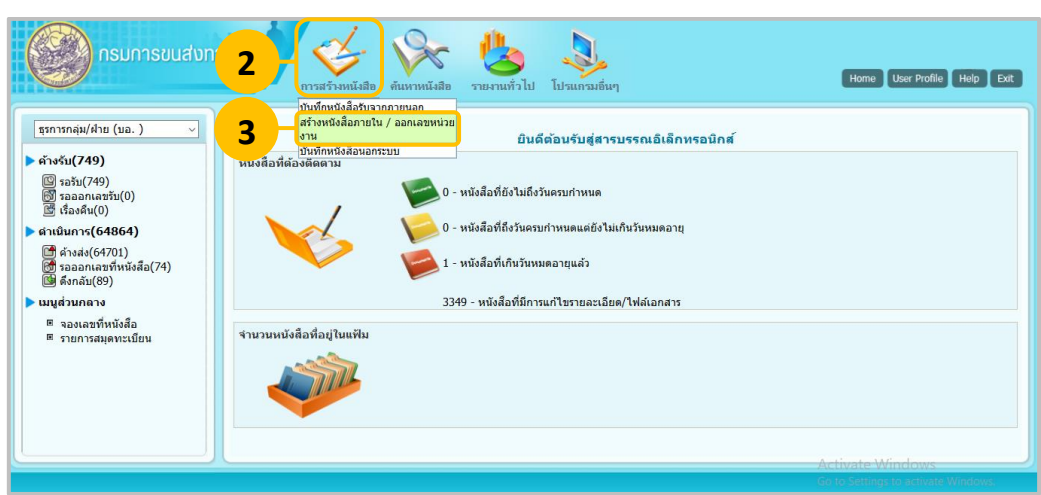 กรมการขนส่งท
2
การสร้างหนังสือ ค้นหาหนังสือ รายงานทั่วไป โปรแกรมอื่นๆ
Home User Profile Help Exit
บันทึกหนังสือรับจากภายนอก
สร้างหนังสือภายใน / ออกเลขหน่วย
งาน
บันทึกหนังสือนอกระบบ
3
ธุรการกลุ่ม/ฝ่าย (บอ. )
ยินดีต้อนรับสู่สารบรรณอิเล็กทรอนิกส์
ค้างรับ(749)
รอรับ(749)
รอออกเลขรับ(0)
เรื่องคืน(0)
ดำเนินการ(64864)
ค้างส่ง(64701)
รอออกเลขที่หนังสือ(74)
ดึงกลับ(89)
เมนูส่วนกลาง
จองเลขที่หนังสือ
รายการสมุดทะเบียน
หนังสือที่ต้องติดตาม
0 - หนังสือที่ยังไม่ถึงวันครบกำหนด
0 - หนังสือที่ถึงวันครบกำหนดแต่ยังไม่เกินวันหมดอายุ
1 - หนังสือที่เกินวันหมดอายุแล้ว
3349 - หนังสือที่มีการแก้ไขรายละเอียด/ไฟล์เอกสาร
จำนวนหนังสือที่อยู่ในแฟ้ม
Activate Windows
Go to Settings to activate Windows.